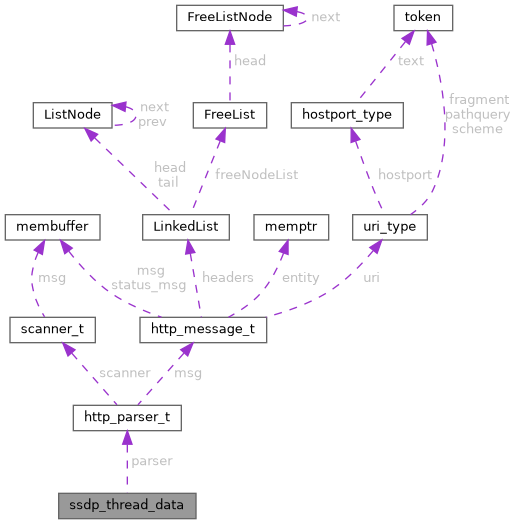 FreeListNode
token
next
head
text
fragment
pathquery
scheme
ListNode
next
prev
FreeList
hostport_type
head
tail
freeNodeList
hostport
membuffer
LinkedList
memptr
uri_type
msg
msg
status_msg
headers
entity
uri
scanner_t
http_message_t
scanner
msg
http_parser_t
parser
ssdp_thread_data